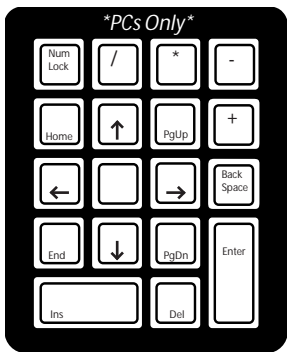 *PCs Only*
Num
Lock
/
*
-
Home
↑
PgUp
+
←
→
Back
Space
End
↓
PgDn
Enter
Ins
Del